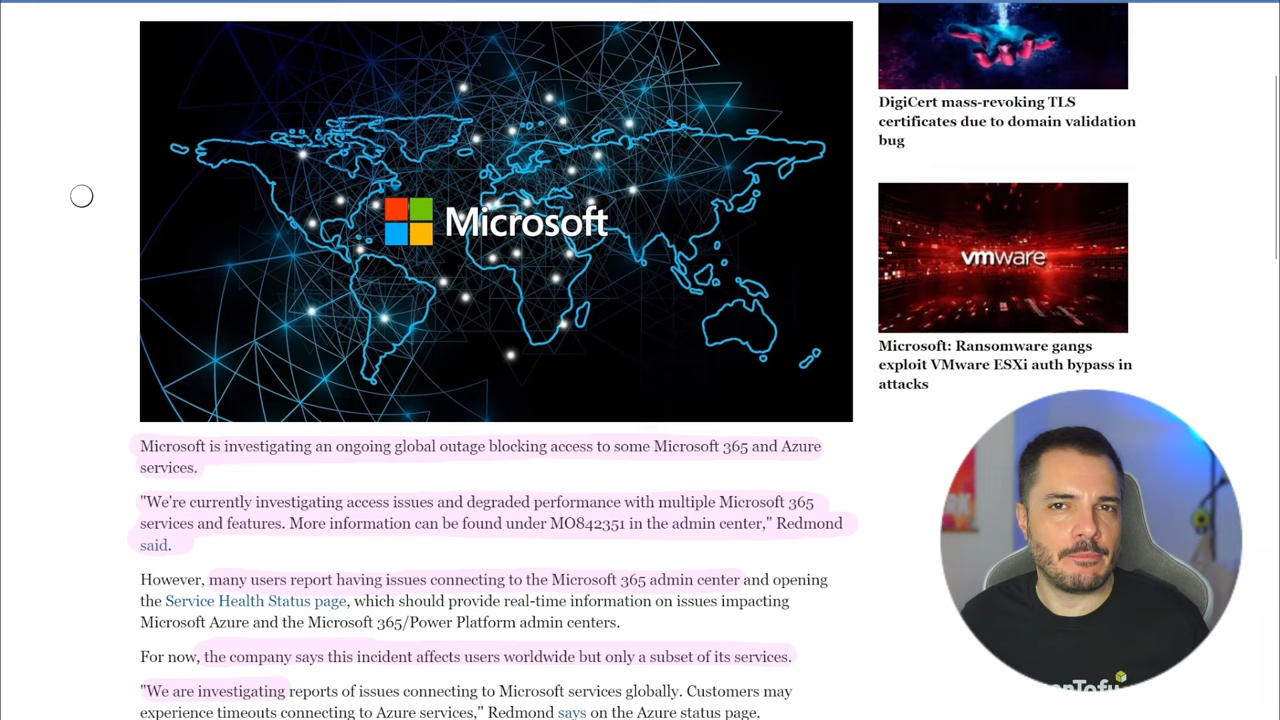 Microsoft
Microsoft is investigating an ongoing global outage blocking access to some Microsoft 365 and Azure
services.
"We're currently investigating access issues and degraded performance with multiple Microsoft 365
services and features. More information can be found under MO842351 in the admin center," Redmond
said.
However, many users report having issues connecting to the Microsoft 365 admin center and opening
the Service Health Status page, which should provide real-time information on issues impacting
Microsoft Azure and the Microsoft 365/Power Platform admin centers.
For now, the company says this incident affects users worldwide but only a subset of its services.
"We are investigating reports of issues connecting to Microsoft services globally. Customers may
experience timeouts connecting to Azure services," Redmond says on the Azure status page.
DigiCert mass-revoking TLS
certificates due to domain validation
bug
vmware
Microsoft: Ransomware gangs
exploit VMware ESXi auth bypass in
attacks